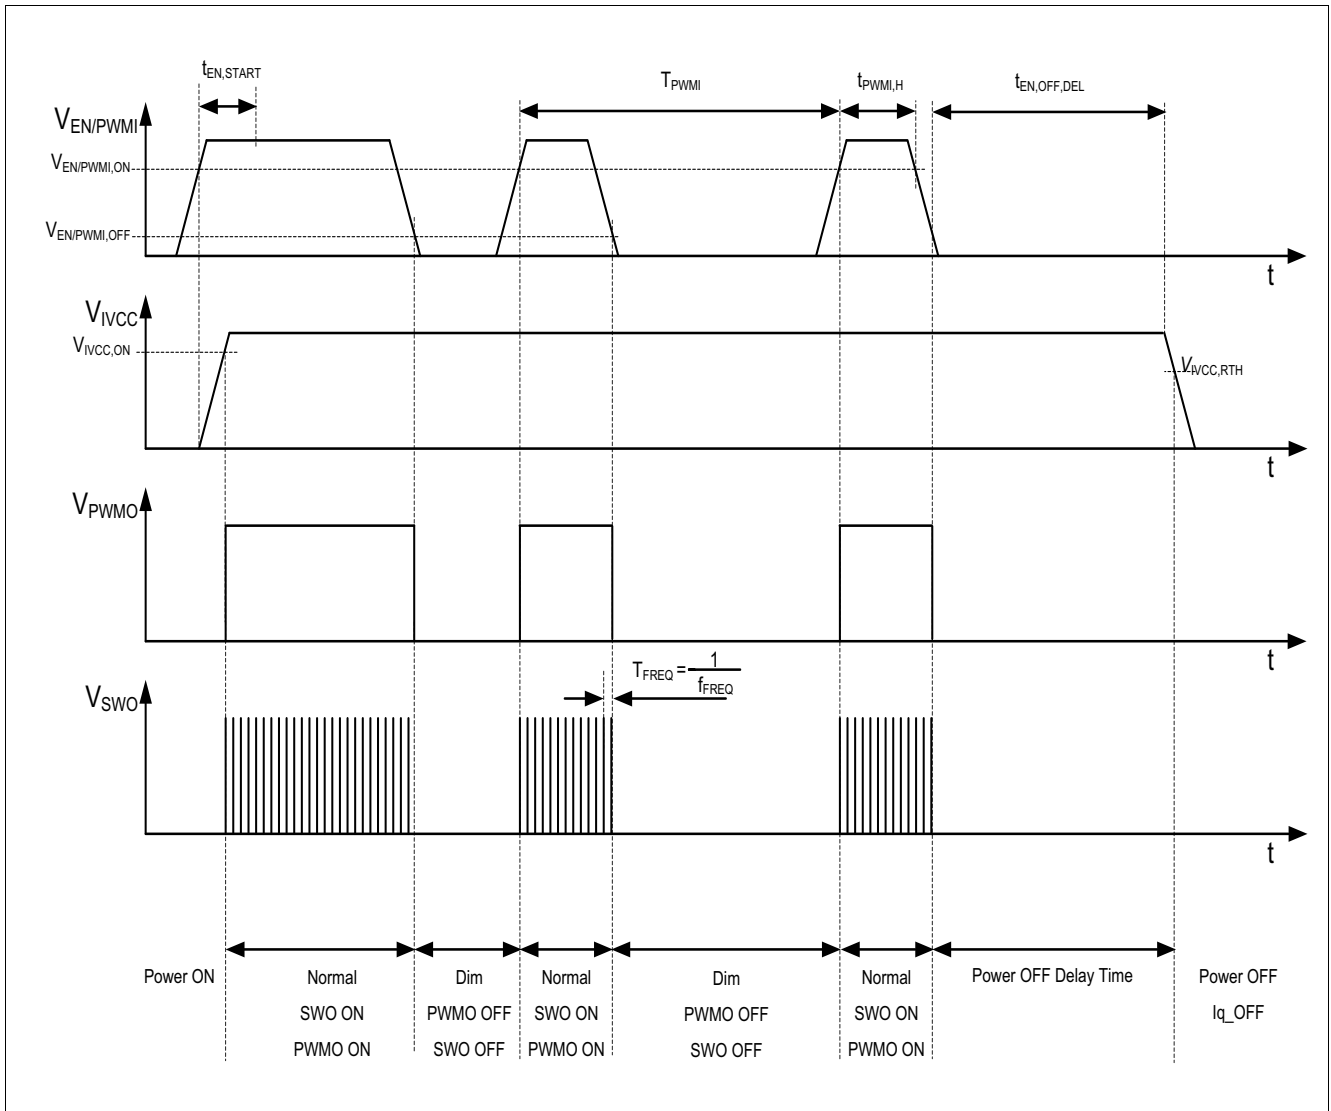 tEN,START
TPWMI
tPWMI,H
tEN,OFF,DEL
VEN/PWMI
VEN/PWMI,ON
VEN/PWMI,OFF
t
VIVCC
VIVCC,ON
VIVCC,RTH
t
VPWMO
t
TFREQ = 1
fFREQ
VSWO
t
Power ON
Normal
SWO ON
PWMO ON
Dim
PWMO OFF
SWO OFF
Normal
SWO ON
PWMO ON
Dim
PWMO OFF
SWO OFF
Normal
SWO ON
PWMO ON
Power OFF Delay Time
Power OFF
Iq_OFF